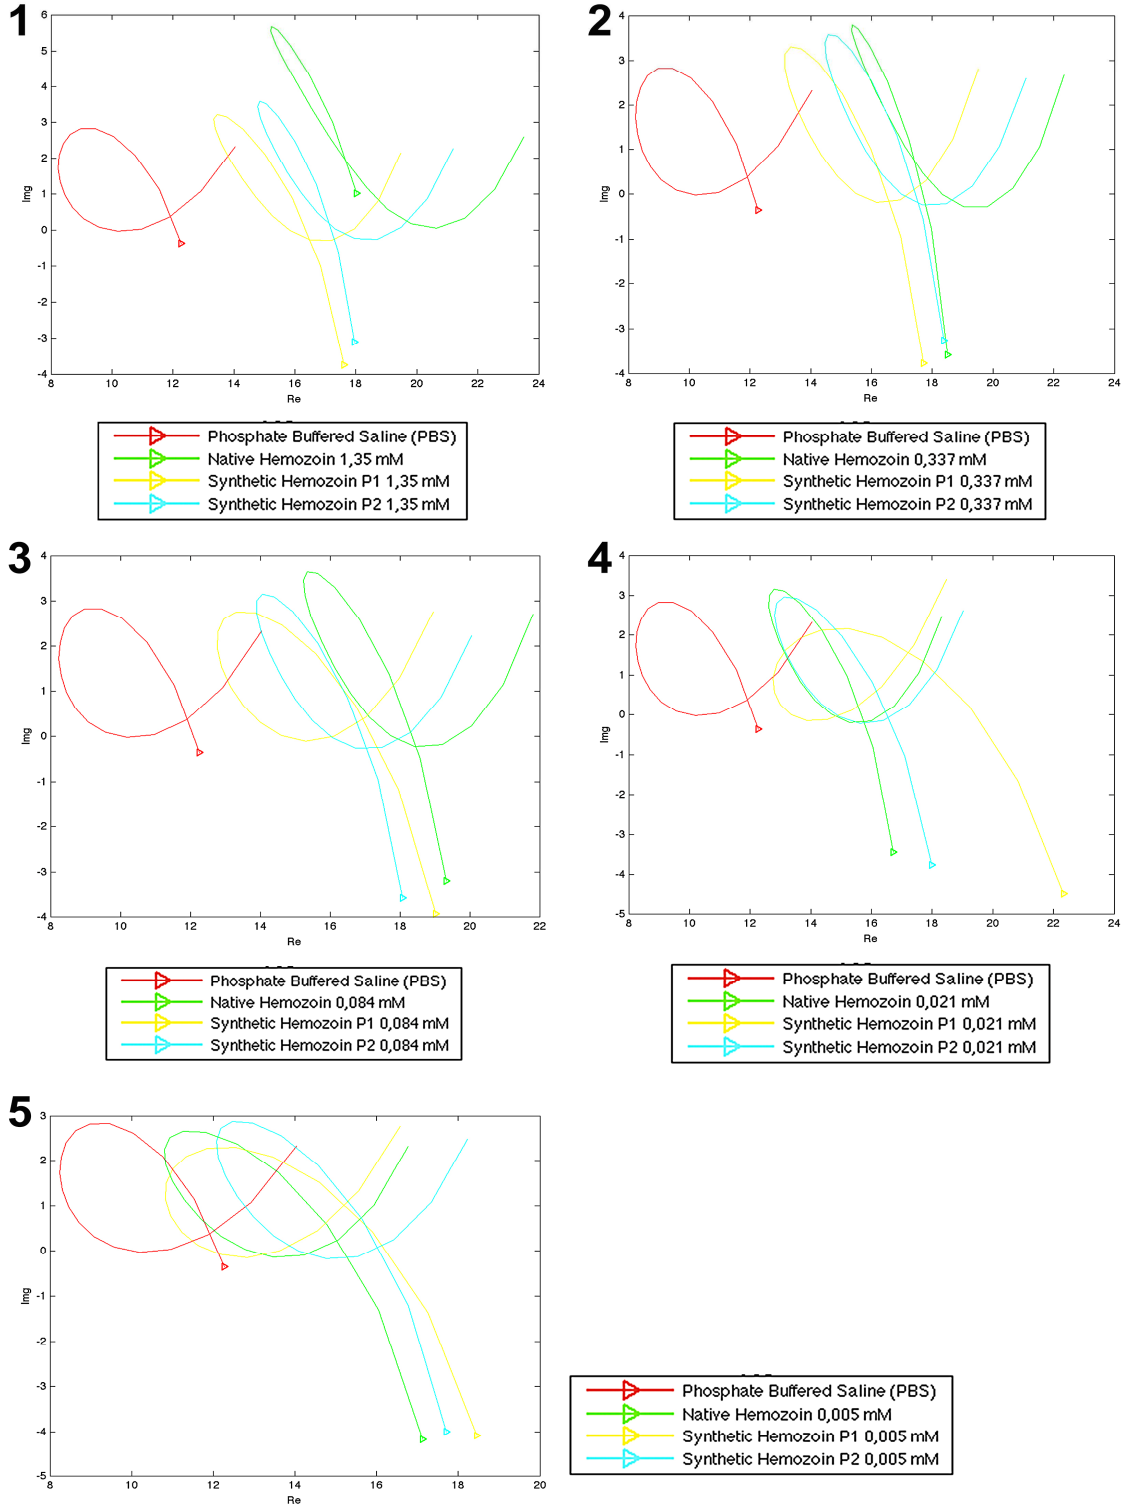 1
6
5
4
3
2
1
0
-1
-2
-3
-4
Img
8 10 12 14 16 18 20 22 24
Re
Phosphate Buffered Saline (PBS)
Native Hemozoin 1,35 mM
Synthetic Hemozoin P1 1,35 mM
Synthetic Hemozoin P2 1,35 mM
2
4
3
2
1
0
-1
-2
-3
-4
Img
8 10 12 14 16 18 20 22 24
Re
Phosphate Buffered Saline (PBS)
Native Hemozoin 0,337 mM
Synthetic Hemozoin P1 0,337 mM
Synthetic Hemozoin P2 0,337 mM
3
4
3
2
1
0
-1
-2
-3
-4
Img
8 10 12 14 16 18 20 22
Re
Phosphate Buffered Saline (PBS)
Native Hemozoin 0,084 mM
Synthetic Hemozoin P1 0,084 mM
Synthetic Hemozoin P2 0,084 mM
4
4
3
2
1
0
-1
-2
-3
-4
-5
Img
8 10 12 14 16 18 20 22 24
Re
Phosphate Buffered Saline (PBS)
Native Hemozoin 0,021 mM
Synthetic Hemozoin P1 0,021 mM
Synthetic Hemozoin P2 0,021 mM
5
3
2
1
0
-1
-2
-3
-4
-5
Img
8 10 12 14 16 18 20
Re
Phosphate Buffered Saline (PBS)
Native Hemozoin 0,005 mM
Synthetic Hemozoin P1 0,005 mM
Synthetic Hemozoin P2 0,005 mM